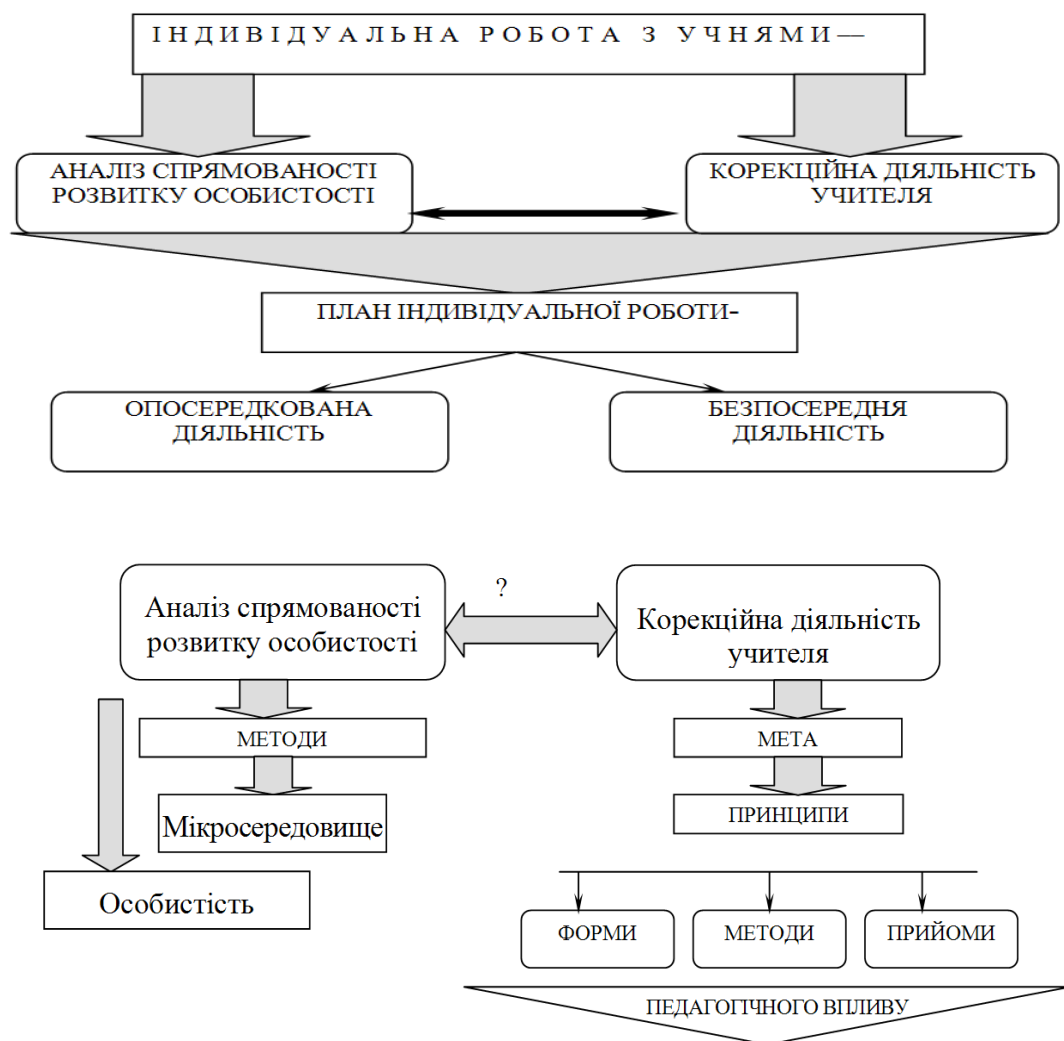 ІНДИВІДУАЛЬНА РОБОТА З УЧНЯМИ—
АНАЛІЗ СПРЯМОВАНОСТІ
РОЗВИТКУ ОСОБИСТОСТІ
КОРЕКЦІЙНА ДІЯЛЬНІСТЬ
УЧИТЕЛЯ
ПЛАН ІНДИВІДУАЛЬНОЇ РОБОТИ-
ОПОСЕРЕДКОВАНА
ДІЯЛЬНІСТЬ
БЕЗПОСЕРЕДНЯ
ДІЯЛЬНІСТЬ
?
Аналіз спрямованості
розвитку особистості
Корекційна діяльність
учителя
МЕТОДИ
МЕТА
Мікросередовище
ПРИНЦИПИ
Особистість
ФОРМИ
МЕТОДИ
ПРИЙОМИ
ПЕДАГОГІЧНОГО ВПЛИВУ